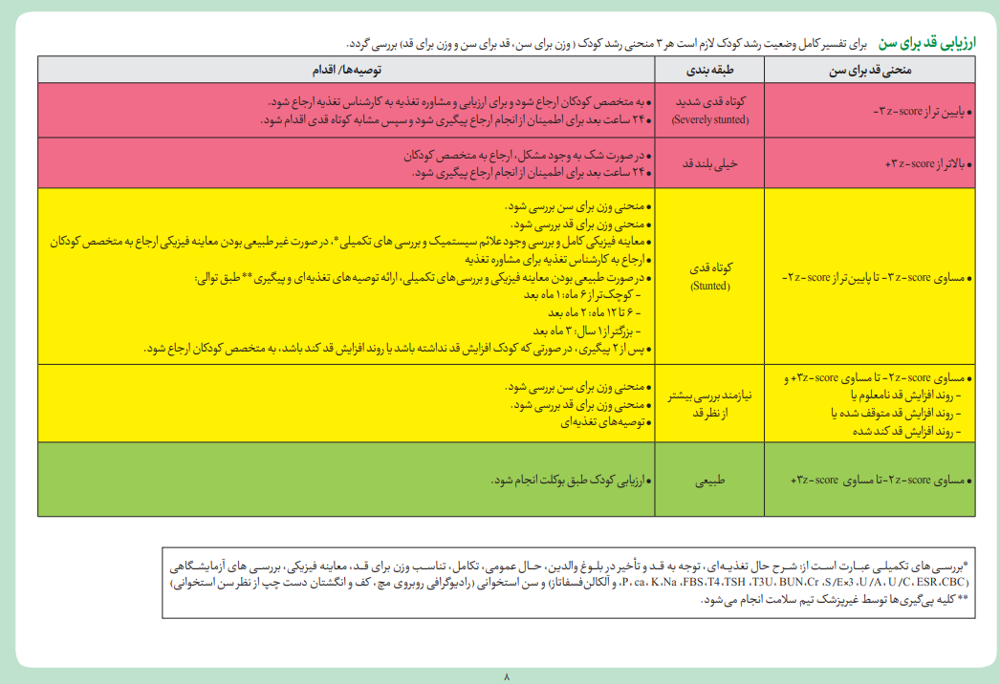 ارزیابی قد برای سن برای تفسیر کامل وضعیت رشد کودک لازم است هر ۳ منحنی رشد کودک ( وزن برای سن، قد برای سن و وزن برای قد) بررسی گردد.
منحنی قد برای سن
طبقه بندی
توصیه‌ها/ اقدام
• پایین تر از ۳z-score-
کوتاه قدی شدید
(Severely stunted)
• به متخصص کودکان ارجاع شود و برای ارزیابی و مشاوره تغذیه به کارشناس تغذیه ارجاع شود.
• ۲۴ ساعت بعد برای اطمینان از انجام ارجاع پیگیری شود و سپس مشابه کوتاه قدی اقدام شود.
• بالاتر از ۳z-score+
خیلی بلند قد
• در صورت شک به وجود مشکل، ارجاع به متخصص کودکان
• ۲۴ ساعت بعد برای اطمینان از انجام ارجاع پیگیری شود.
• مساوی ۳z-score- تا پایین‌تر از ۲z-score-
کوتاه قدی
(Stunted)
• منحنی وزن برای سن بررسی شود.
• منحنی وزن برای قد بررسی شود.
• معاینه فیزیکی کامل و بررسی وجود علائم سیستمیک و بررسی های تکمیلی*، در صورت غیر طبیعی بودن معاینه فیزیکی ارجاع به متخصص کودکان
• ارجاع به کارشناس تغذیه برای مشاوره تغذیه
• در صورت طبیعی بودن معاینه فیزیکی و بررسی‌های تکمیلی، ارائه توصیه‌های تغذیه‌ای و پیگیری** طبق توالی:
- کوچک‌تر از ۶ ماه: ۱ ماه بعد
- ۶ تا ۱۲ ماه: ۲ ماه بعد
- بزرگتر از ۱ سال: ۳ ماه بعد
• پس از ۲ پیگیری، در صورتی که کودک افزایش قد نداشته باشد یا روند افزایش قد کند باشد، به متخصص کودکان ارجاع شود.
• مساوی ۲z-score- تا مساوی ۳z-score+ و
- روند افزایش قد نامعلوم یا
- روند افزایش قد متوقف شده یا
- روند افزایش قد کند شده
نیازمند بررسی بیشتر
از نظر قد
• منحنی وزن برای سن بررسی شود.
• منحنی وزن برای قد بررسی شود.
• توصیه‌های تغذیه‌ای
• مساوی ۲z-score- تا مساوی ۳z-score+
طبیعی
• ارزیابی کودک طبق بوکلت انجام شود.
*بررسی های تکمیلی عبارت است از: شرح حال تغذیه‌ای، توجه به قد و تأخیر در بلوغ والدین، حال عمومی، تکامل، تناسب وزن برای قد، معاینه فیزیکی، بررسی های آزمایشگاهی
(CBC، ESR، U/C، U/A، S/E×3، Cr، BUN، T3U، TSH، T4، FBS، Na، K، ca، P، و آلکالن‌فسفاتاز) و سن استخوانی (رادیوگرافی روبروی مچ، کف و انگشتان دست چپ از نظر سن استخوانی)
** کلیه پی‌گیری‌ها توسط غیرپزشک تیم سلامت انجام می‌شود.
۸